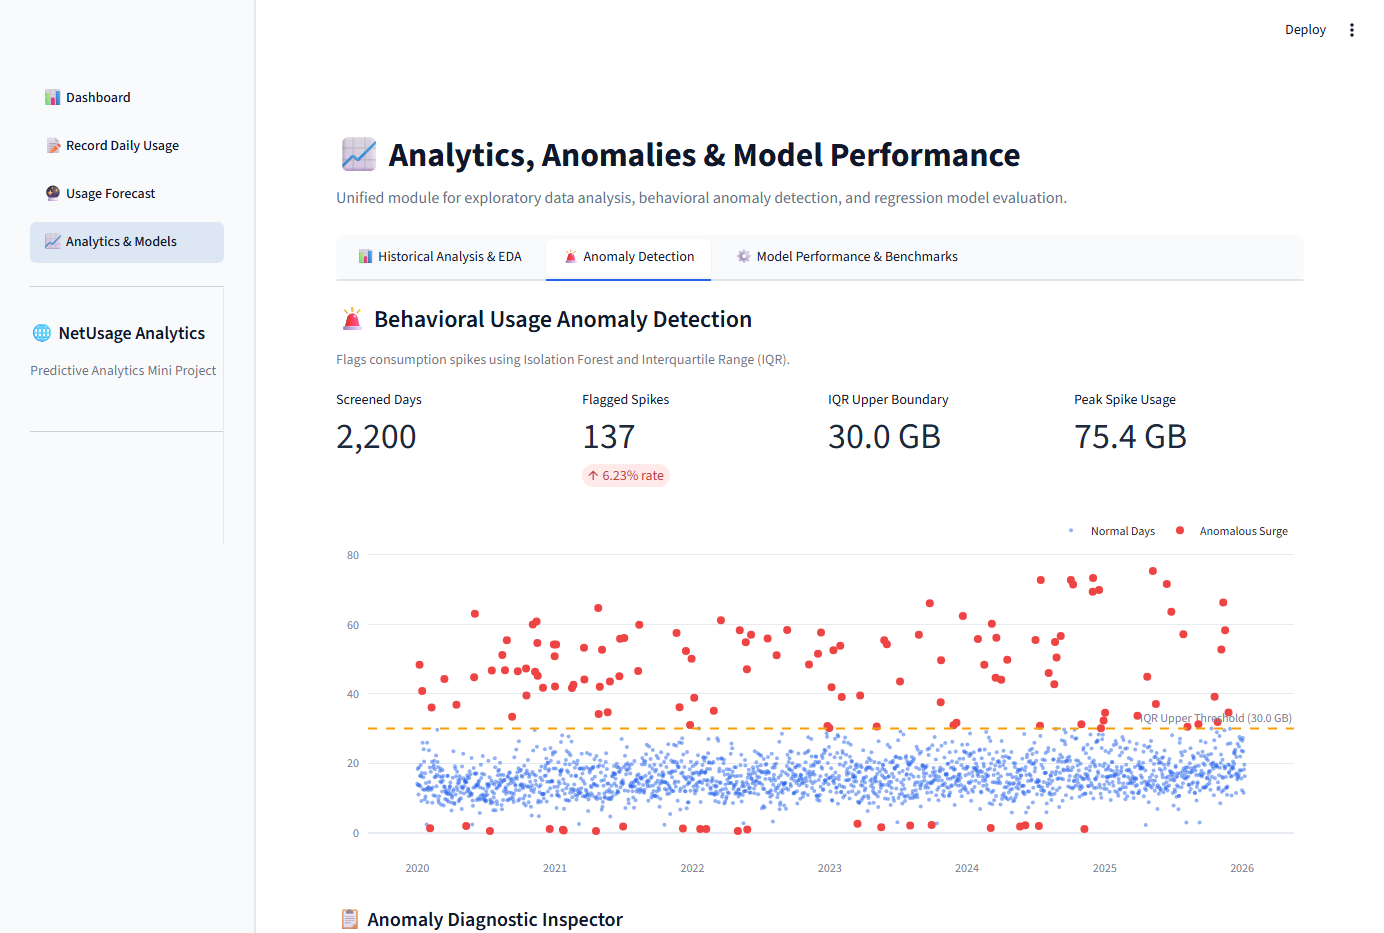 Deploy
Dashboard
Record Daily Usage
Usage Forecast
Analytics & Models
NetUsage Analytics
Predictive Analytics Mini Project
Analytics, Anomalies & Model Performance
Unified module for exploratory data analysis, behavioral anomaly detection, and regression model evaluation.
Historical Analysis & EDA
Anomaly Detection
Model Performance & Benchmarks
Behavioral Usage Anomaly Detection
Flags consumption spikes using Isolation Forest and Interquartile Range (IQR).
Screened Days
2,200
Flagged Spikes
137
↑ 6.23% rate
IQR Upper Boundary
30.0 GB
Peak Spike Usage
75.4 GB
Normal Days
Anomalous Surge
80
60
40
IQR Upper Threshold (30.0 GB)
20
0
2020
2021
2022
2023
2024
2025
2026
Anomaly Diagnostic Inspector